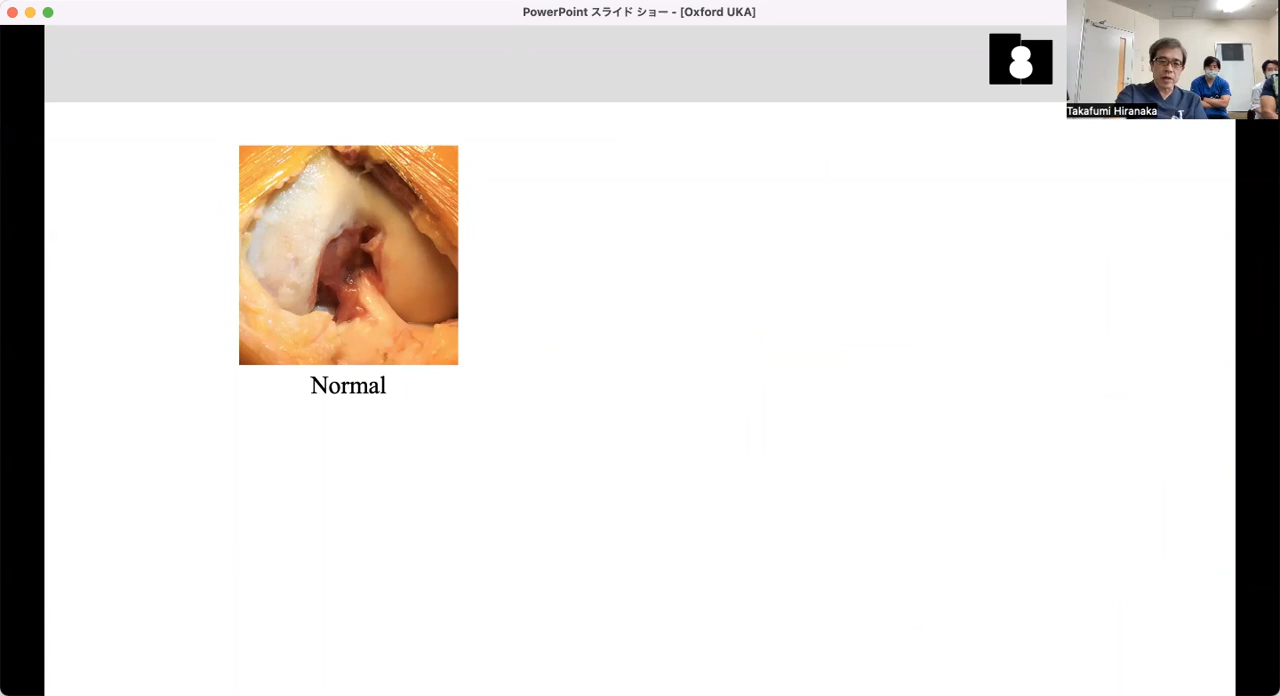 PowerPoint スライド ショー - [Oxford UKA]
Takafumi Hiranaka
Normal